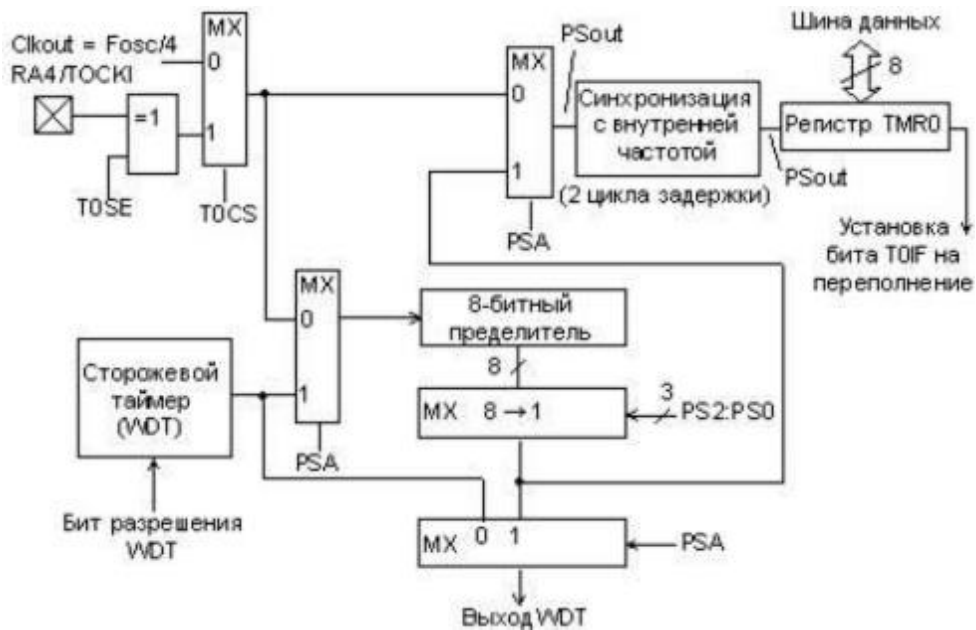 Clkout = Fosc/4
RA4/TOCKI
=1
T0SE
MX
0
1
T0CS
MX
0
1
PSA
PSout
Синхронизация
с внутренней
частотой
(2 цикла задержки)
Шина данных
8
Регистр TMR0
PSout
Установка
бита T0IF на
переполнение
MX
0
1
PSA
8-битный
пределитель
8
MX 8→1
3
PS2:PS0
Сторожевой
таймер
(WDT)
Бит разрешения
WDT
MX 0 1
PSA
Выход WDT